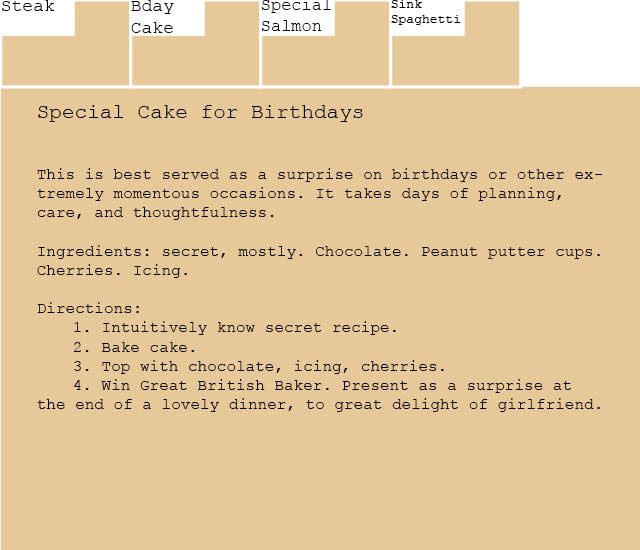 Steak
Bday
Cake
Special
Salmon
Sink
Spaghetti
Special Cake for Birthdays
This is best served as a surprise on birthdays or other ex-
tremely momentous occasions. It takes days of planning,
care, and thoughtfulness.
Ingredients: secret, mostly. Chocolate. Peanut putter cups.
Cherries. Icing.
Directions:
1. Intuitively know secret recipe.
2. Bake cake.
3. Top with chocolate, icing, cherries.
4. Win Great British Baker. Present as a surprise at
the end of a lovely dinner, to great delight of girlfriend.